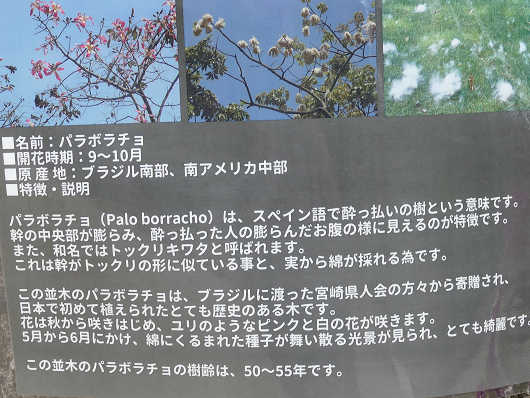 ■名前：パラボラチョ
■開花時期：9〜10月
■原産地：ブラジル南部、南アメリカ中部
■特徴・説明
パラボラチョ（Palo borracho）は、スペイン語で酔っ払いの樹という意味です。
幹の中央部が膨らみ、酔っ払った人の膨らんだお腹の様に見えるのが特徴です。
また、和名ではトックリキワタと呼ばれます。
これは幹がトックリの形に似ている事と、実から綿が採れる為です。
この並木のパラボラチョは、ブラジルに渡った宮崎県人会の方々から寄贈され、
日本で初めて植えられたとても歴史のある木です。
花は秋から咲きはじめ、ユリのようなピンクと白の花が咲きます。
5月から6月にかけ、綿にくるまれた種子が舞い散る光景が見られ、とても綺麗です。
この並木のパラボラチョの樹齢は、50〜55年です。